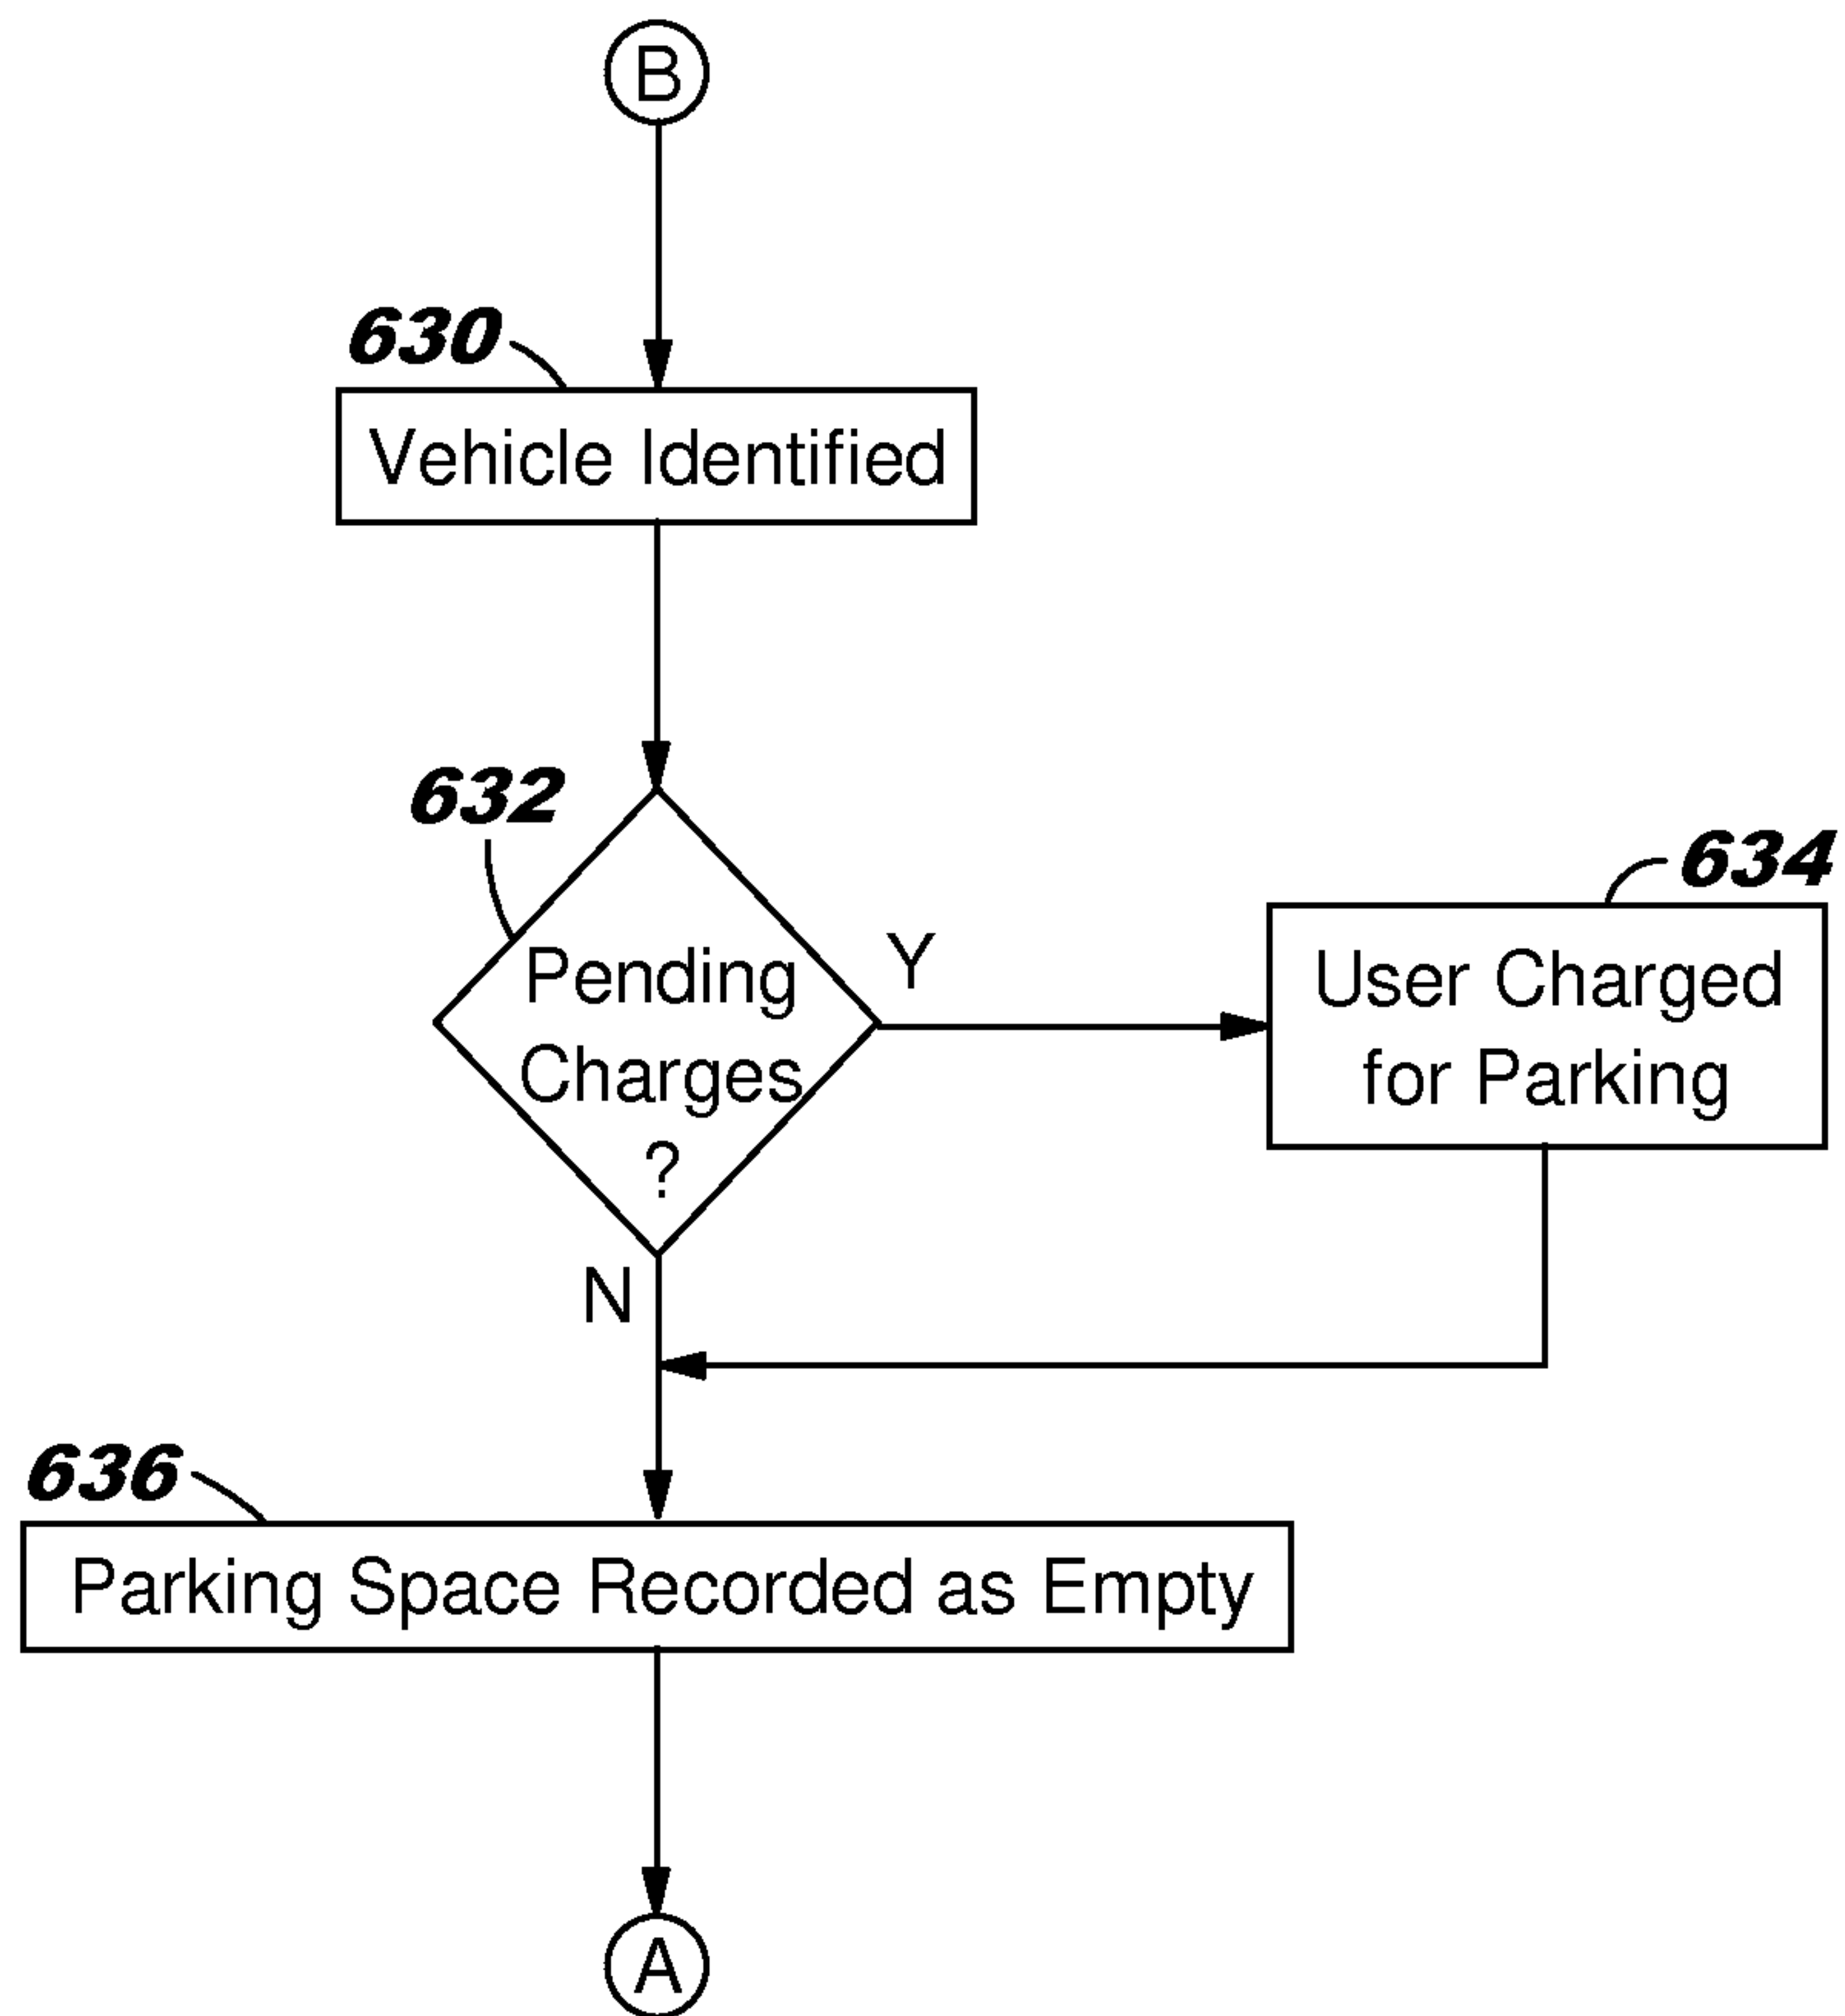 B
630
Vehicle Identified
632
634
Pending
Charges
?
Y
User Charged
for Parking
N
636
Parking Space Recorded as Empty
A